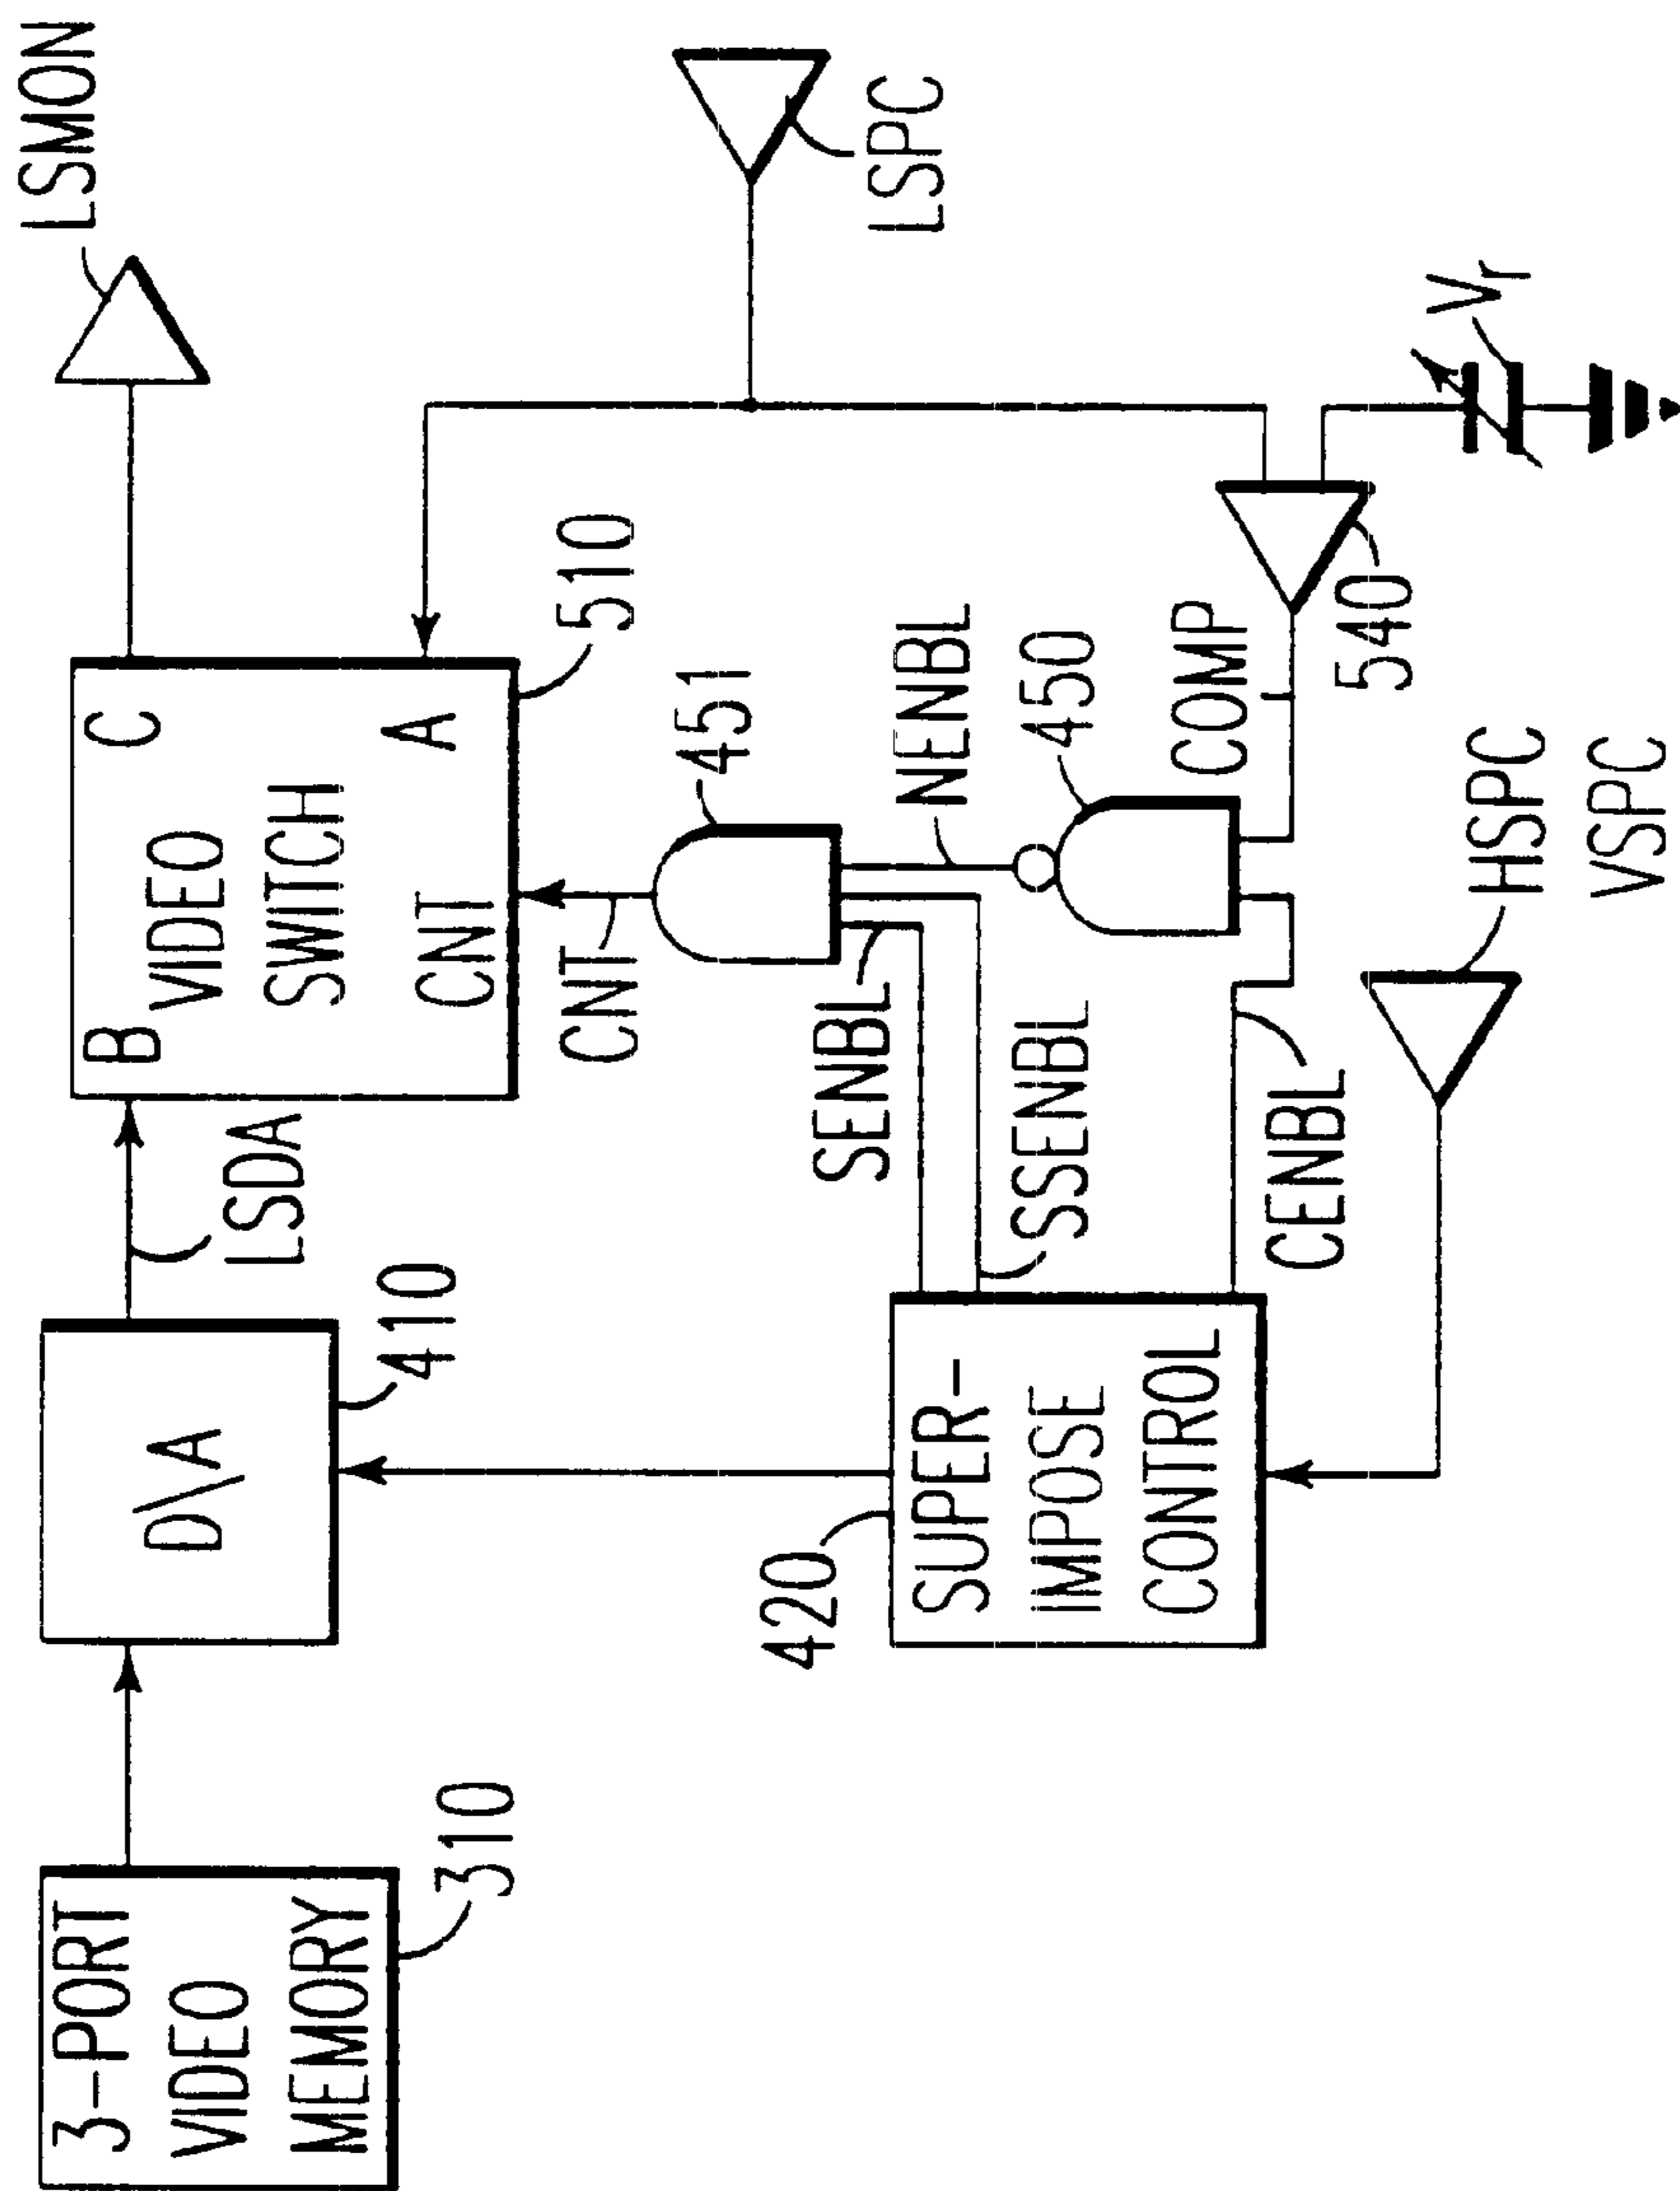 3-PORT
VIDEO
MEMORY
310
D\A
410
LSDA
B
C
VIDEO
SWITCH
CNT
A
510
LSMON
LSPC
CNT
451
SENBL
SSENBL
NENBL
450
COMP
540
Vr
420
SUPER-
IMPOSE
CONTROL
CENBL
HSPC
VSPC